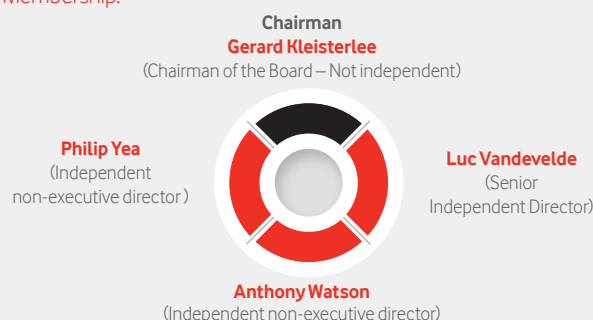 Membership:
Chairman
Gerard Kleisterlee
(Chairman of the Board – Not independent)
Philip Yea
(Independent
non-executive director)
Luc Vandevelde
(Senior
Independent Director)
Anthony Watson
(Independent non-executive director)